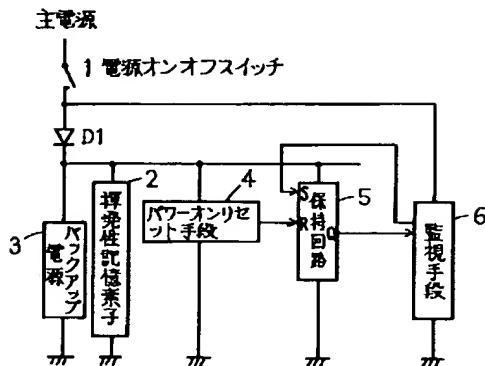 主電源
1 電源オンオフスイッチ
D1
2
揮発性記憶素子
3
バックアップ
電源
4
パワーオンリセ
ット手段
5
S
R
Q
保持回路
6
監視手段